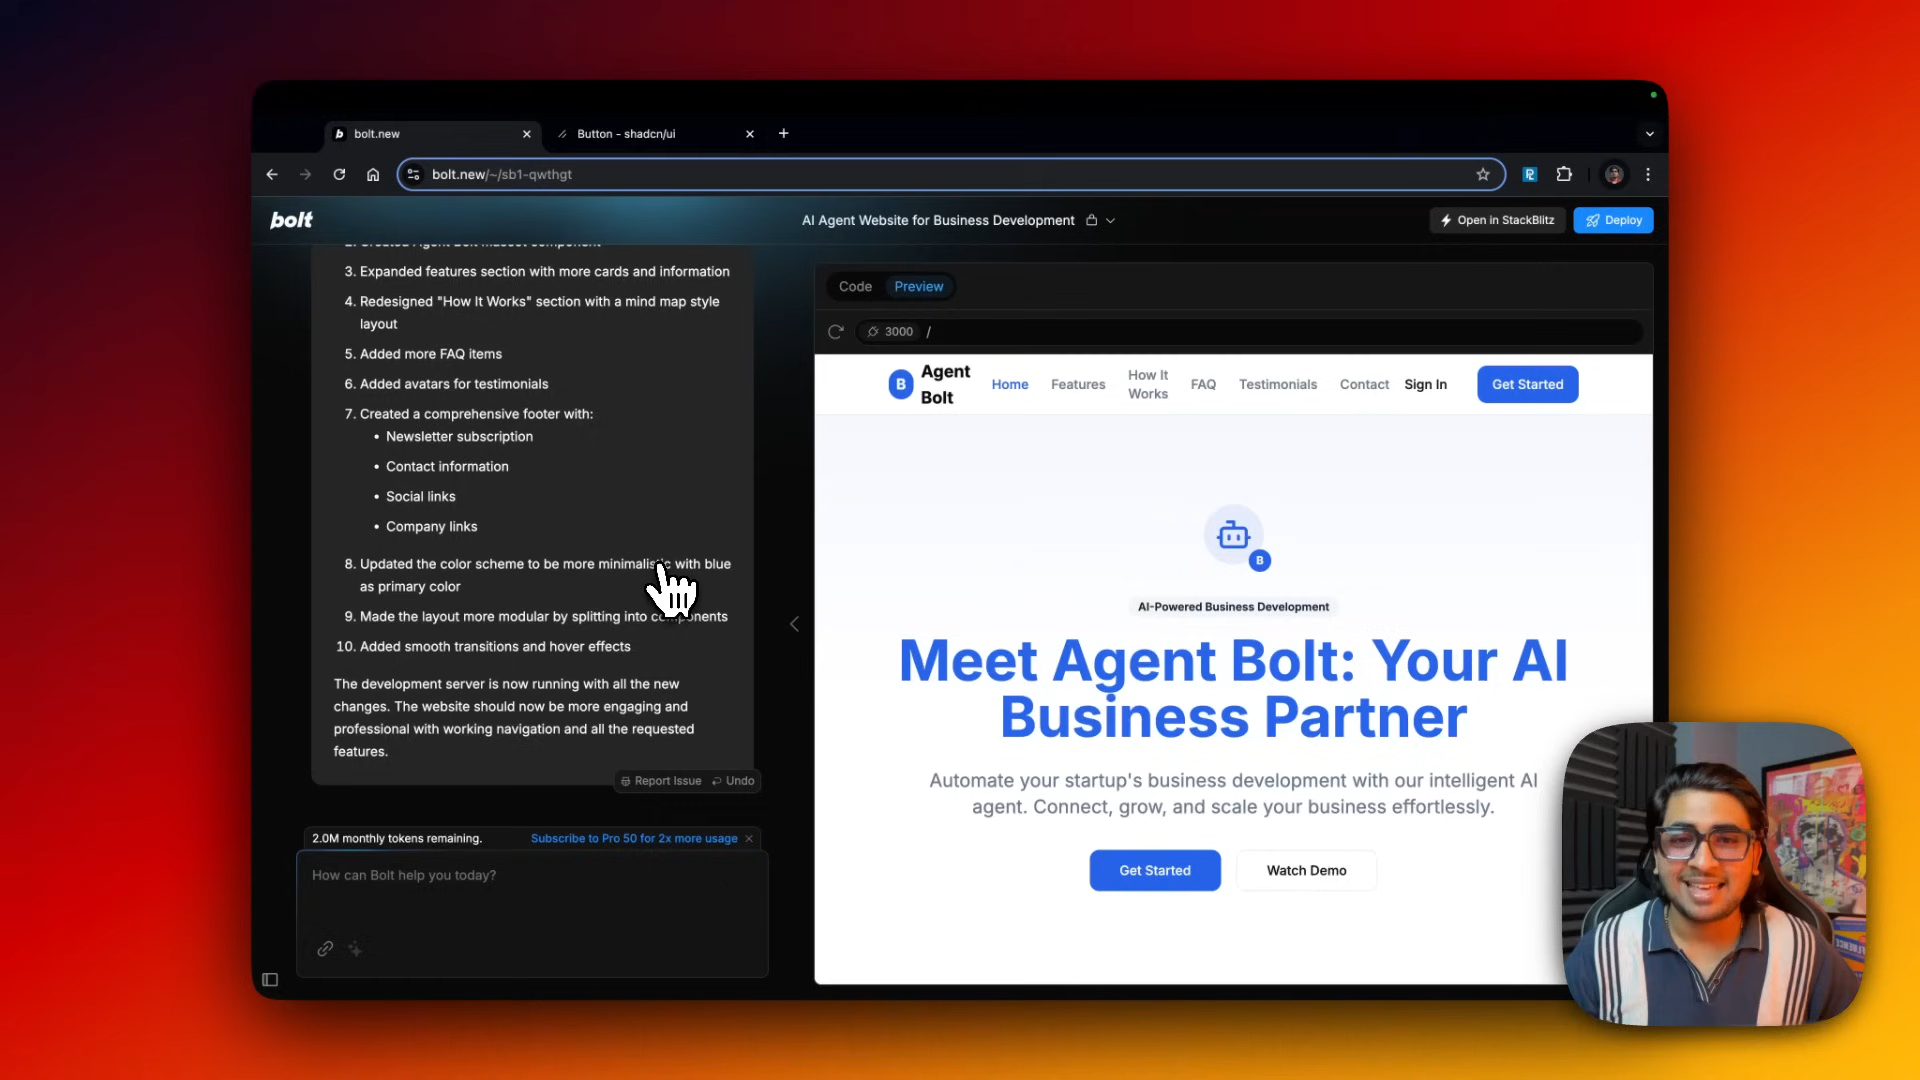 bolt.new
Button - shadcn/ui
bolt.new/~/sb1-qwthgt
bolt
AI Agent Website for Business Development
Open in StackBlitz
Deploy
2. Created Agent Bolt mascot component
3. Expanded features section with more cards and information
4. Redesigned "How It Works" section with a mind map style
layout
5. Added more FAQ items
6. Added avatars for testimonials
7. Created a comprehensive footer with:
• Newsletter subscription
• Contact information
• Social links
• Company links
8. Updated the color scheme to be more minimalistic with blue
as primary color
9. Made the layout more modular by splitting into components
10. Added smooth transitions and hover effects
The development server is now running with all the new
changes. The website should now be more engaging and
professional with working navigation and all the requested
features.
Report Issue
Undo
2.0M monthly tokens remaining.
Subscribe to Pro 50 for 2x more usage
How can Bolt help you today?
Code
Preview
3000 /
B
Agent
Bolt
Home
Features
How It
Works
FAQ
Testimonials
Contact
Sign In
Get Started
B
AI-Powered Business Development
Meet Agent Bolt: Your AI
Business Partner
Automate your startup's business development with our intelligent AI
agent. Connect, grow, and scale your business effortlessly.
Get Started
Watch Demo